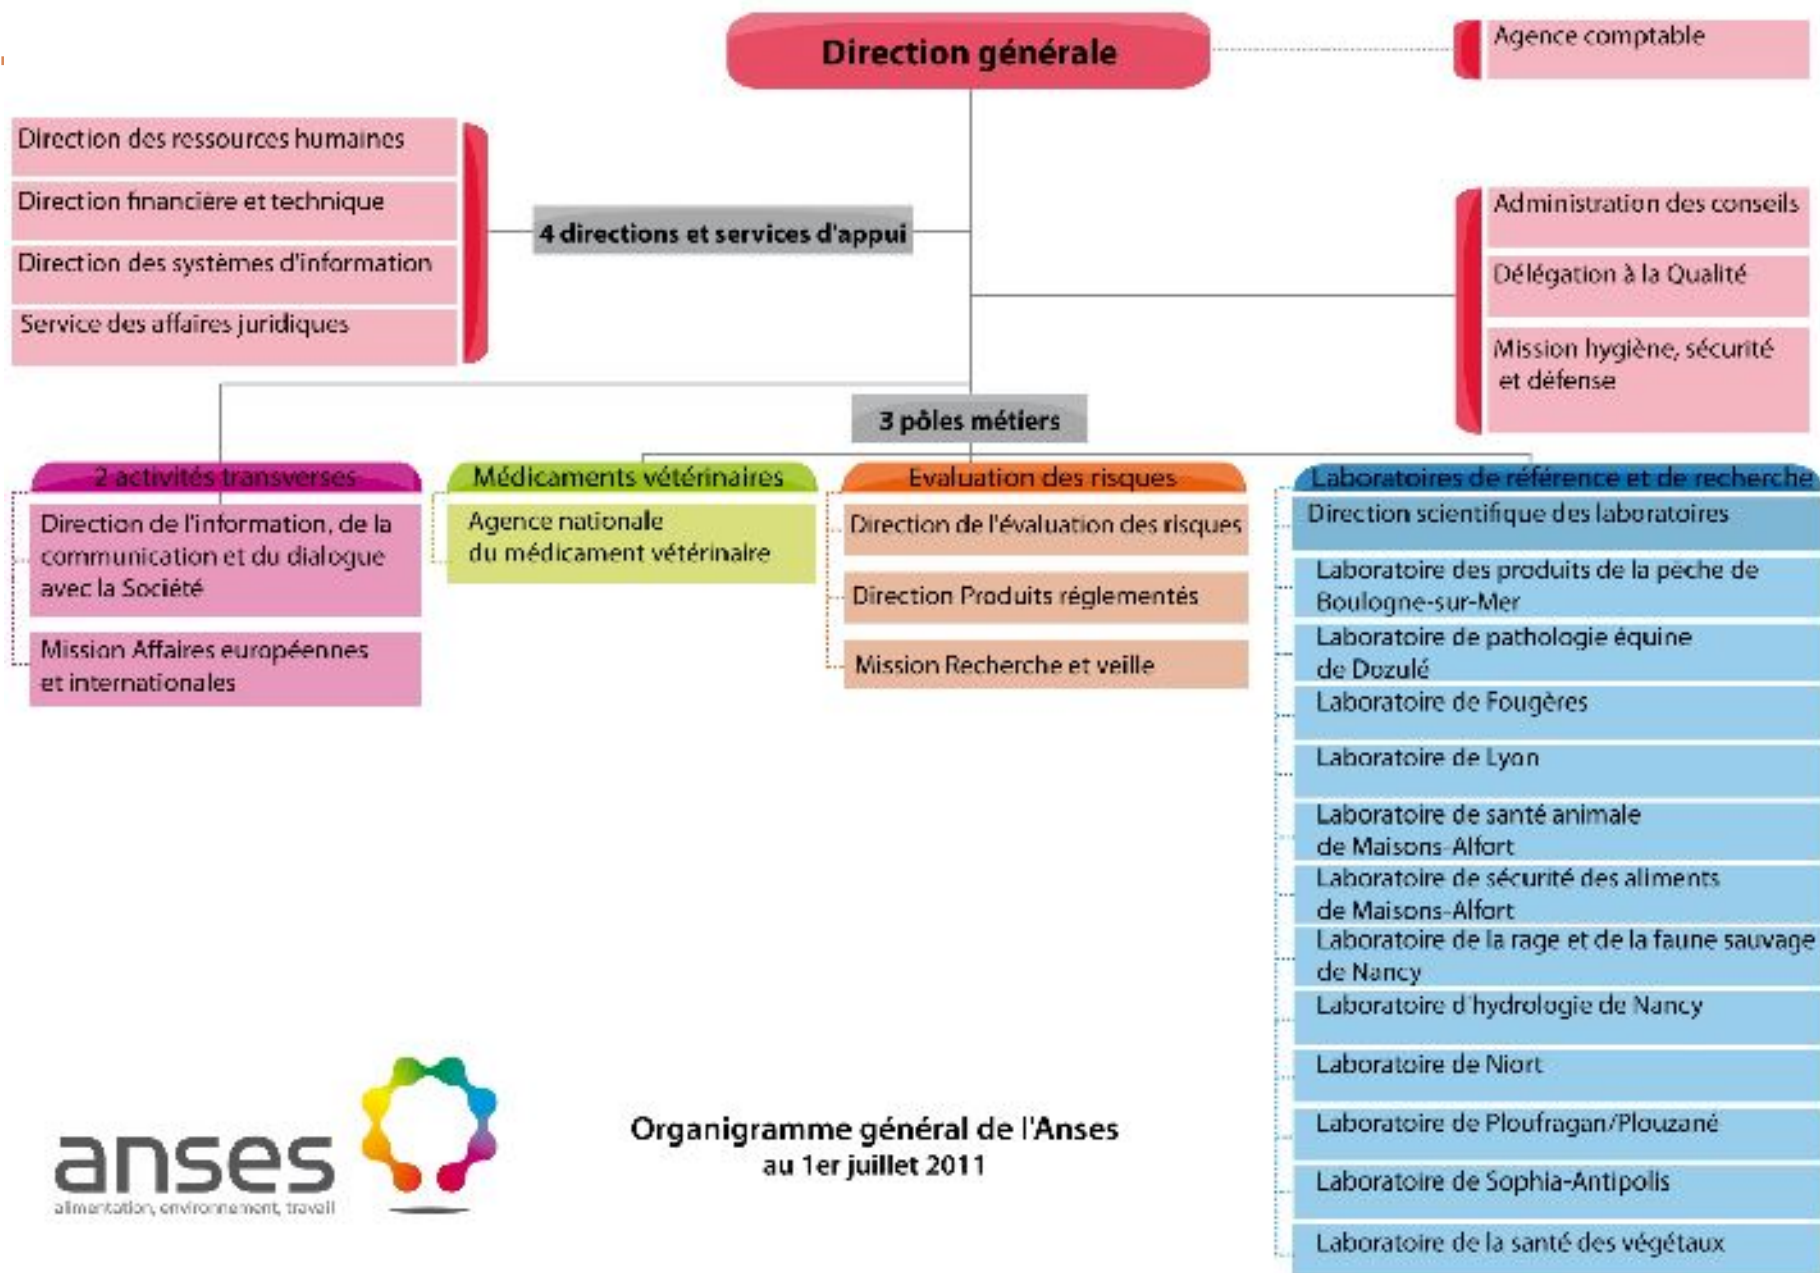 Direction générale
Agence comptable
Direction des ressources humaines
Direction financière et technique
Direction des systèmes d'information
Service des affaires juridiques
4 directions et services d'appui
Administration des conseils
Délégation à la Qualité
Mission hygiène, sécurité
et défense
3 pôles métiers
2 activités transverses
Direction de l'information, de la
communication et du dialogue
avec la Société
Mission Affaires européennes
et internationales
Médicaments vétérinaires
Agence nationale
du médicament vétérinaire
Evaluation des risques
Direction de l'évaluation des risques
Direction Produits réglementés
Mission Recherche et veille
Laboratoires de référence et de recherche
Direction scientifique des laboratoires
Laboratoire des produits de la pêche de
Boulogne-sur-Mer
Laboratoire de pathologie équine
de Dozulé
Laboratoire de Fougères
Laboratoire de Lyon
Laboratoire de santé animale
de Maisons-Alfort
Laboratoire de sécurité des aliments
de Maisons-Alfort
Laboratoire de la rage et de la faune sauvage
de Nancy
Laboratoire d'hydrologie de Nancy
Laboratoire de Niort
Laboratoire de Ploufragan/Plouzané
Laboratoire de Sophia-Antipolis
Laboratoire de la santé des végétaux
anses
alimentation, environnement, travail
Organigramme général de l'Anses
au 1er juillet 2011